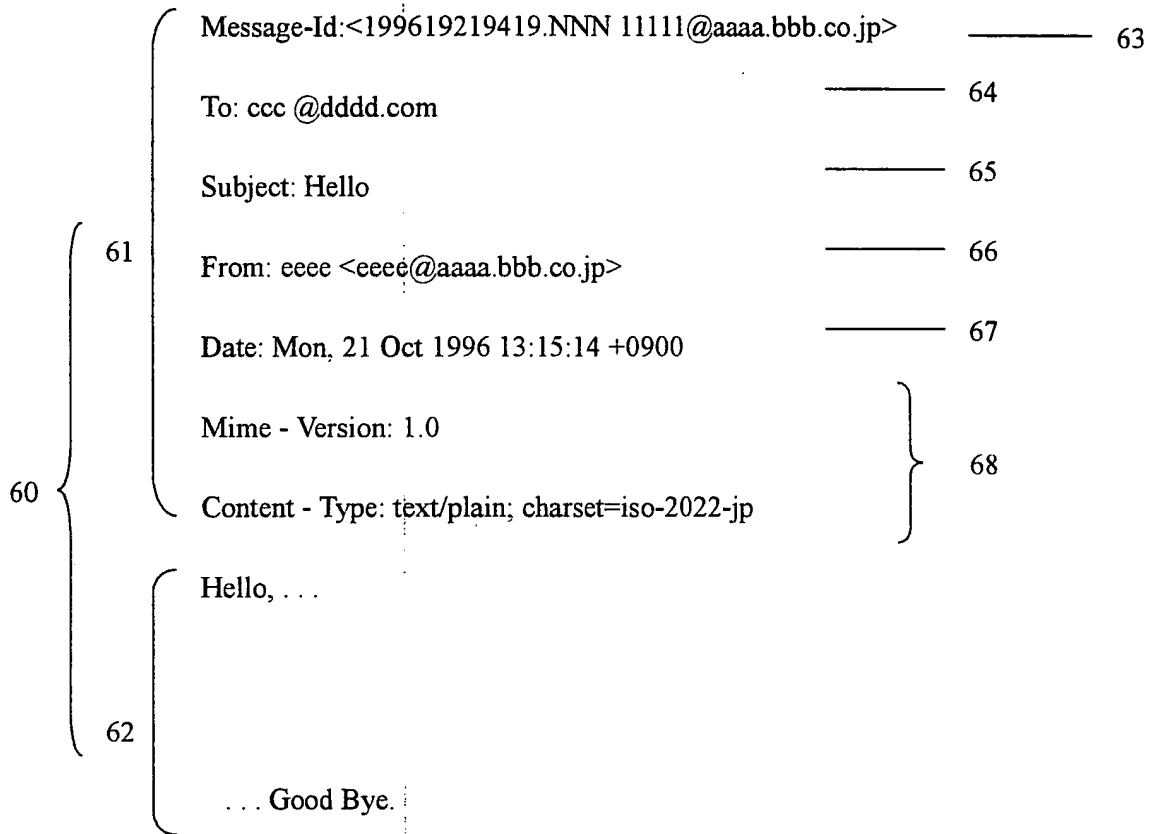 Message-Id:<199619219419.NNN 11111@aaaa.bbb.co.jp> 63
To: ccc @dddd.com 64
Subject: Hello 65
61
From: eeee <eeee@aaaa.bbb.co.jp> 66
Date: Mon, 21 Oct 1996 13:15:14 +0900 67
Mime - Version: 1.0
68
60
Content - Type: text/plain; charset=iso-2022-jp
Hello, . . .
62
. . . Good Bye.